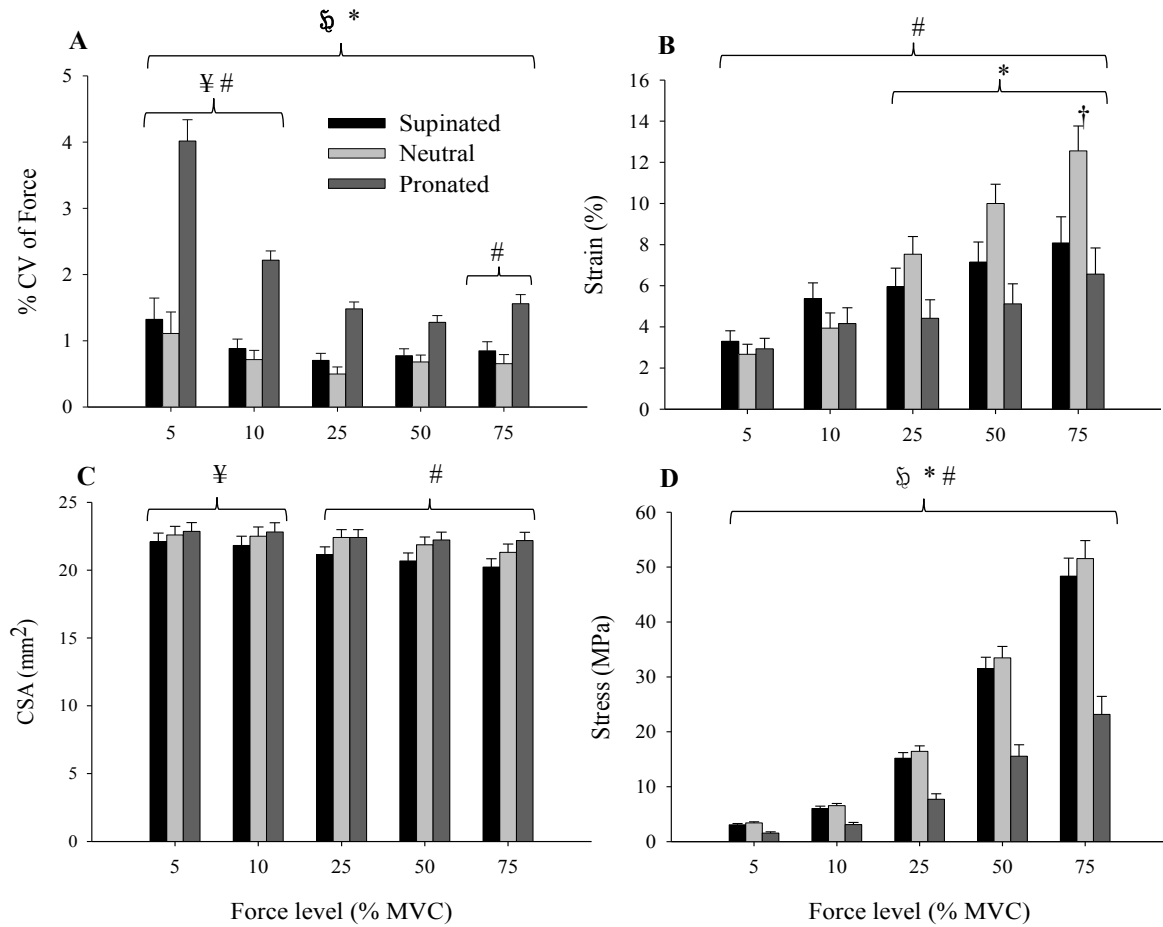 A
ჯ *
5
4
3
2
1
0
% CV of Force
¥ #
#
Supinated
Neutral
Pronated
5 10 25 50 75
B
#
*
†
16
14
12
10
8
6
4
2
0
Strain (%)
5 10 25 50 75
C
¥
#
25
20
15
10
5
0
CSA (mm²)
5 10 25 50 75
Force level (% MVC)
D
* #
60
50
40
30
20
10
0
Stress (MPa)
5 10 25 50 75
Force level (% MVC)